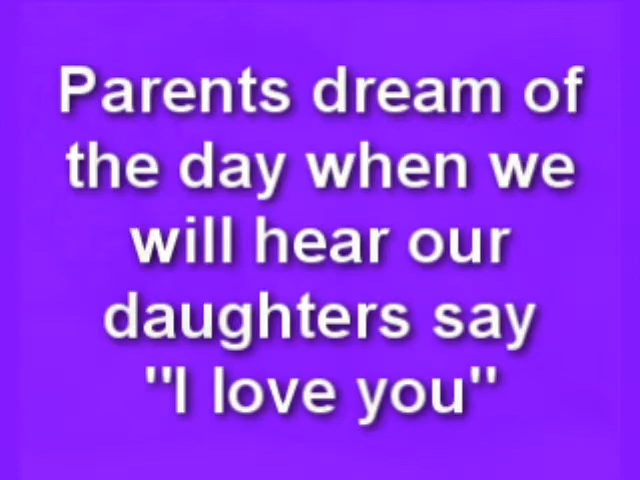 Parents dream of
the day when we
will hear our
daughters say
"I love you"